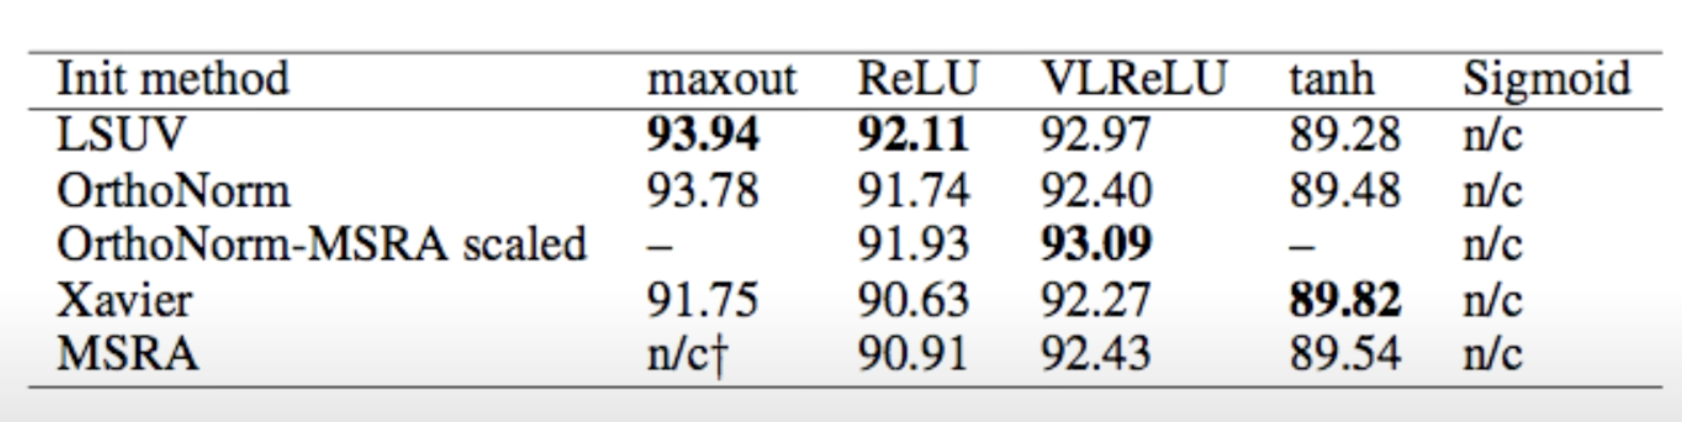 Init method maxout ReLU VLReLU tanh Sigmoid
LSUV 93.94 92.11 92.97 89.28 n/c
OrthoNorm 93.78 91.74 92.40 89.48 n/c
OrthoNorm-MSRA scaled – 91.93 93.09 – n/c
Xavier 91.75 90.63 92.27 89.82 n/c
MSRA n/c† 90.91 92.43 89.54 n/c